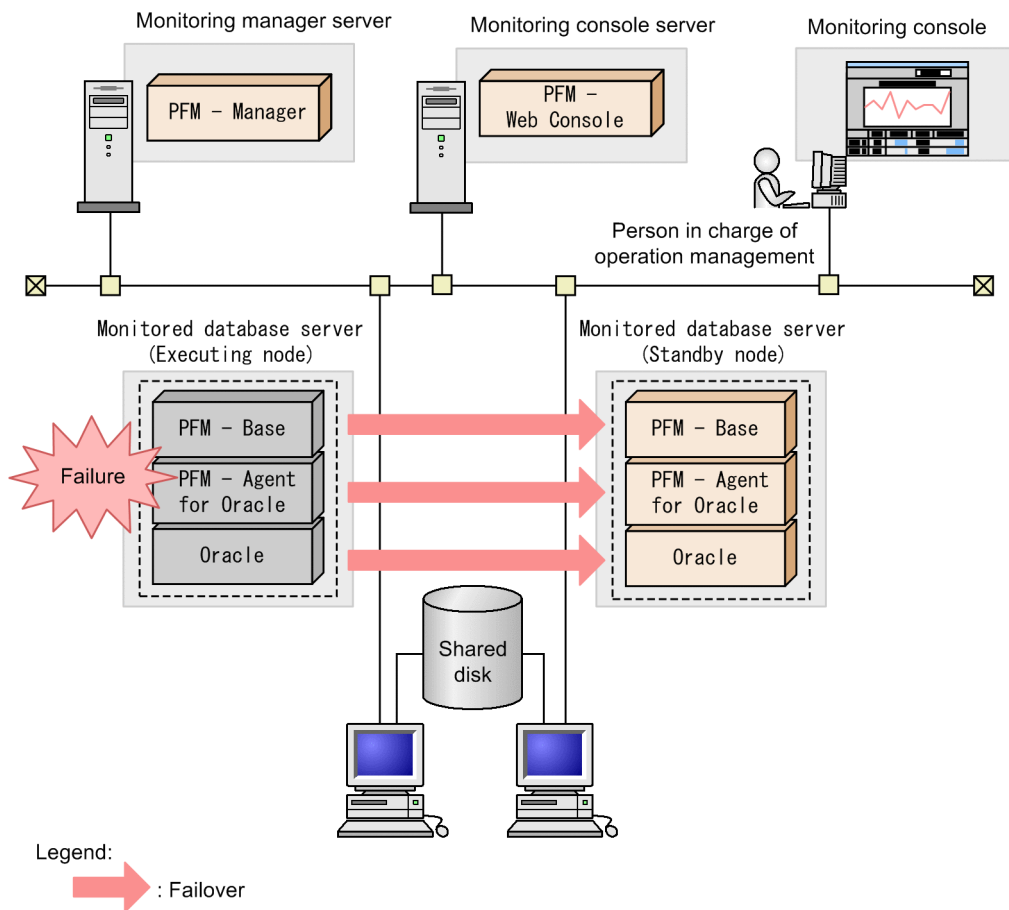 Monitoring manager server
Monitoring console server
Monitoring console
PFM - Manager
PFM -
Web Console
Person in charge of
operation management
Monitored database server
(Executing node)
Monitored database server
(Standby node)
PFM - Base
PFM - Agent
for Oracle
Oracle
Failure
PFM - Base
PFM - Agent
for Oracle
Oracle
Shared
disk
Legend:
: Failover